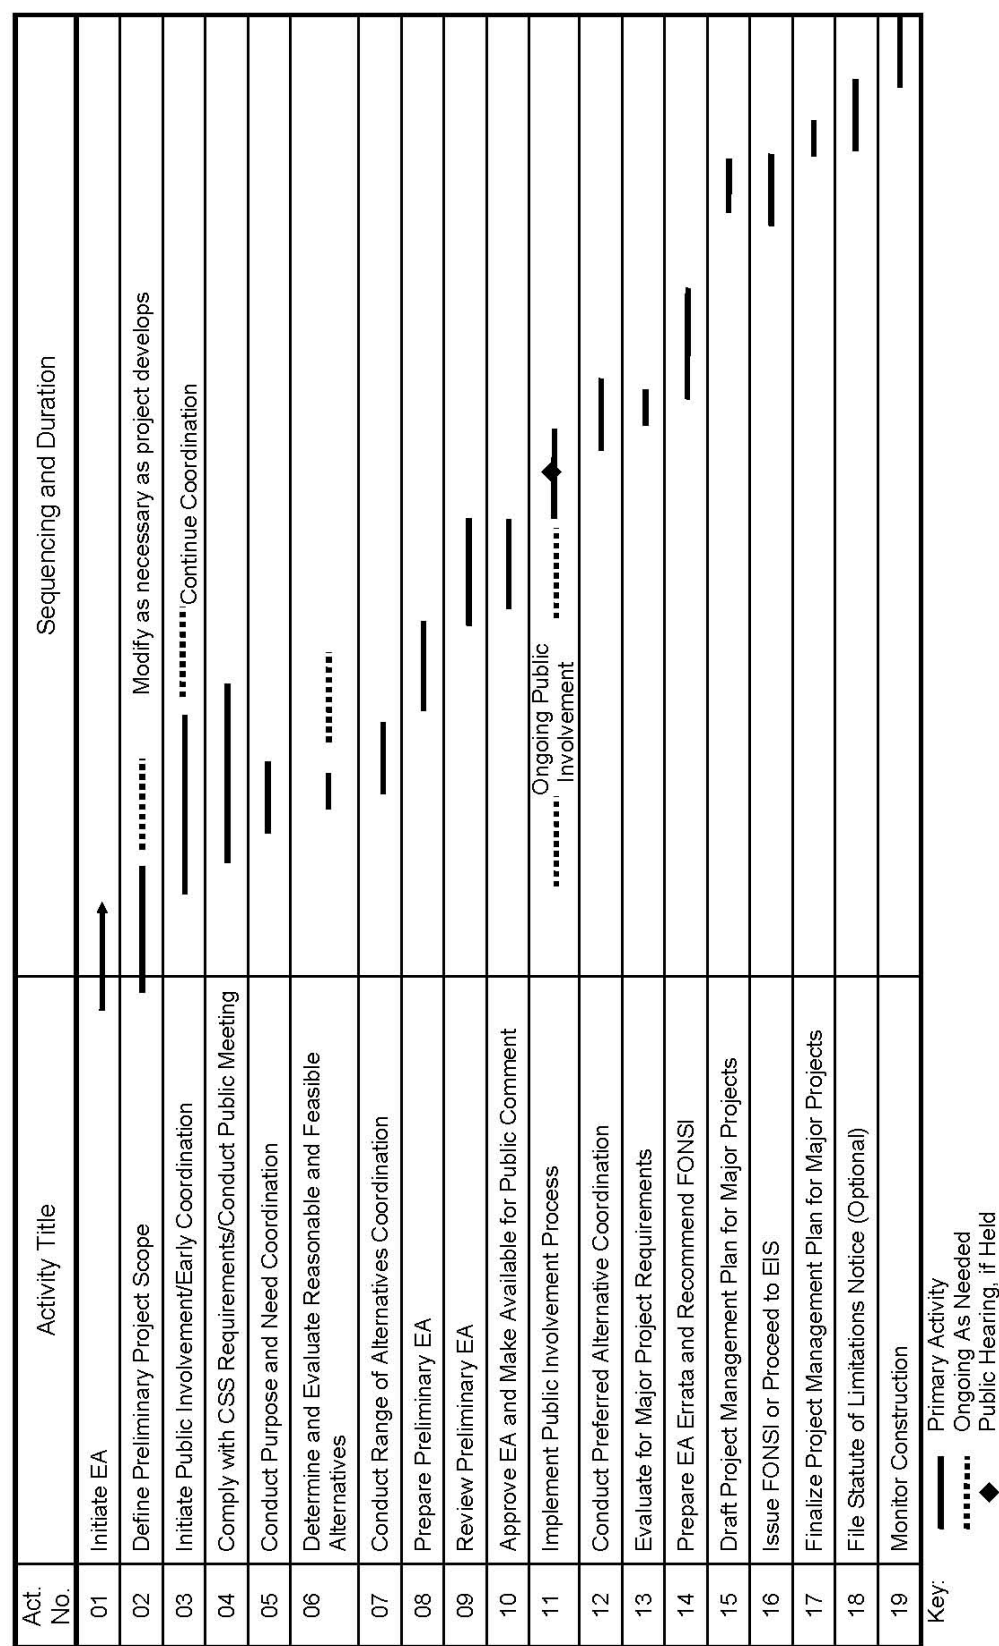 Act.
No.
Activity Title
Sequencing and Duration
01
Initiate EA
02
Define Preliminary Project Scope
Modify as necessary as project develops
03
Initiate Public Involvement/Early Coordination
Continue Coordination
04
Comply with CSS Requirements/Conduct Public Meeting
05
Conduct Purpose and Need Coordination
06
Determine and Evaluate Reasonable and Feasible
Alternatives
07
Conduct Range of Alternatives Coordination
08
Prepare Preliminary EA
09
Review Preliminary EA
10
Approve EA and Make Available for Public Comment
11
Implement Public Involvement Process
Ongoing Public
Involvement
12
Conduct Preferred Alternative Coordination
13
Evaluate for Major Project Requirements
14
Prepare EA Errata and Recommend FONSI
15
Draft Project Management Plan for Major Projects
16
Issue FONSI or Proceed to EIS
17
Finalize Project Management Plan for Major Projects
18
File Statute of Limitations Notice (Optional)
19
Monitor Construction
Key:
Primary Activity
Ongoing As Needed
Public Hearing, if Held